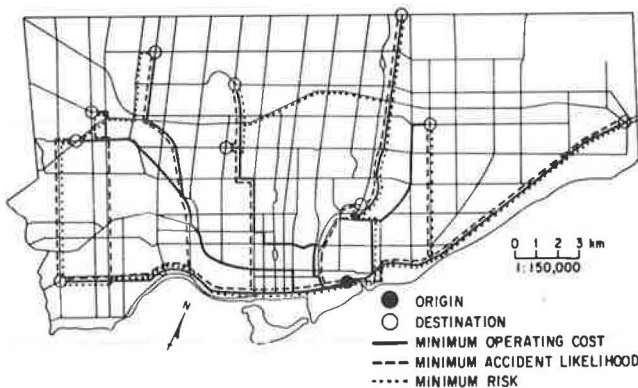 0 1 2 3 km
1:150,000
N
ORIGIN
DESTINATION
MINIMUM OPERATING COST
MINIMUM ACCIDENT LIKELIHOOD
MINIMUM RISK